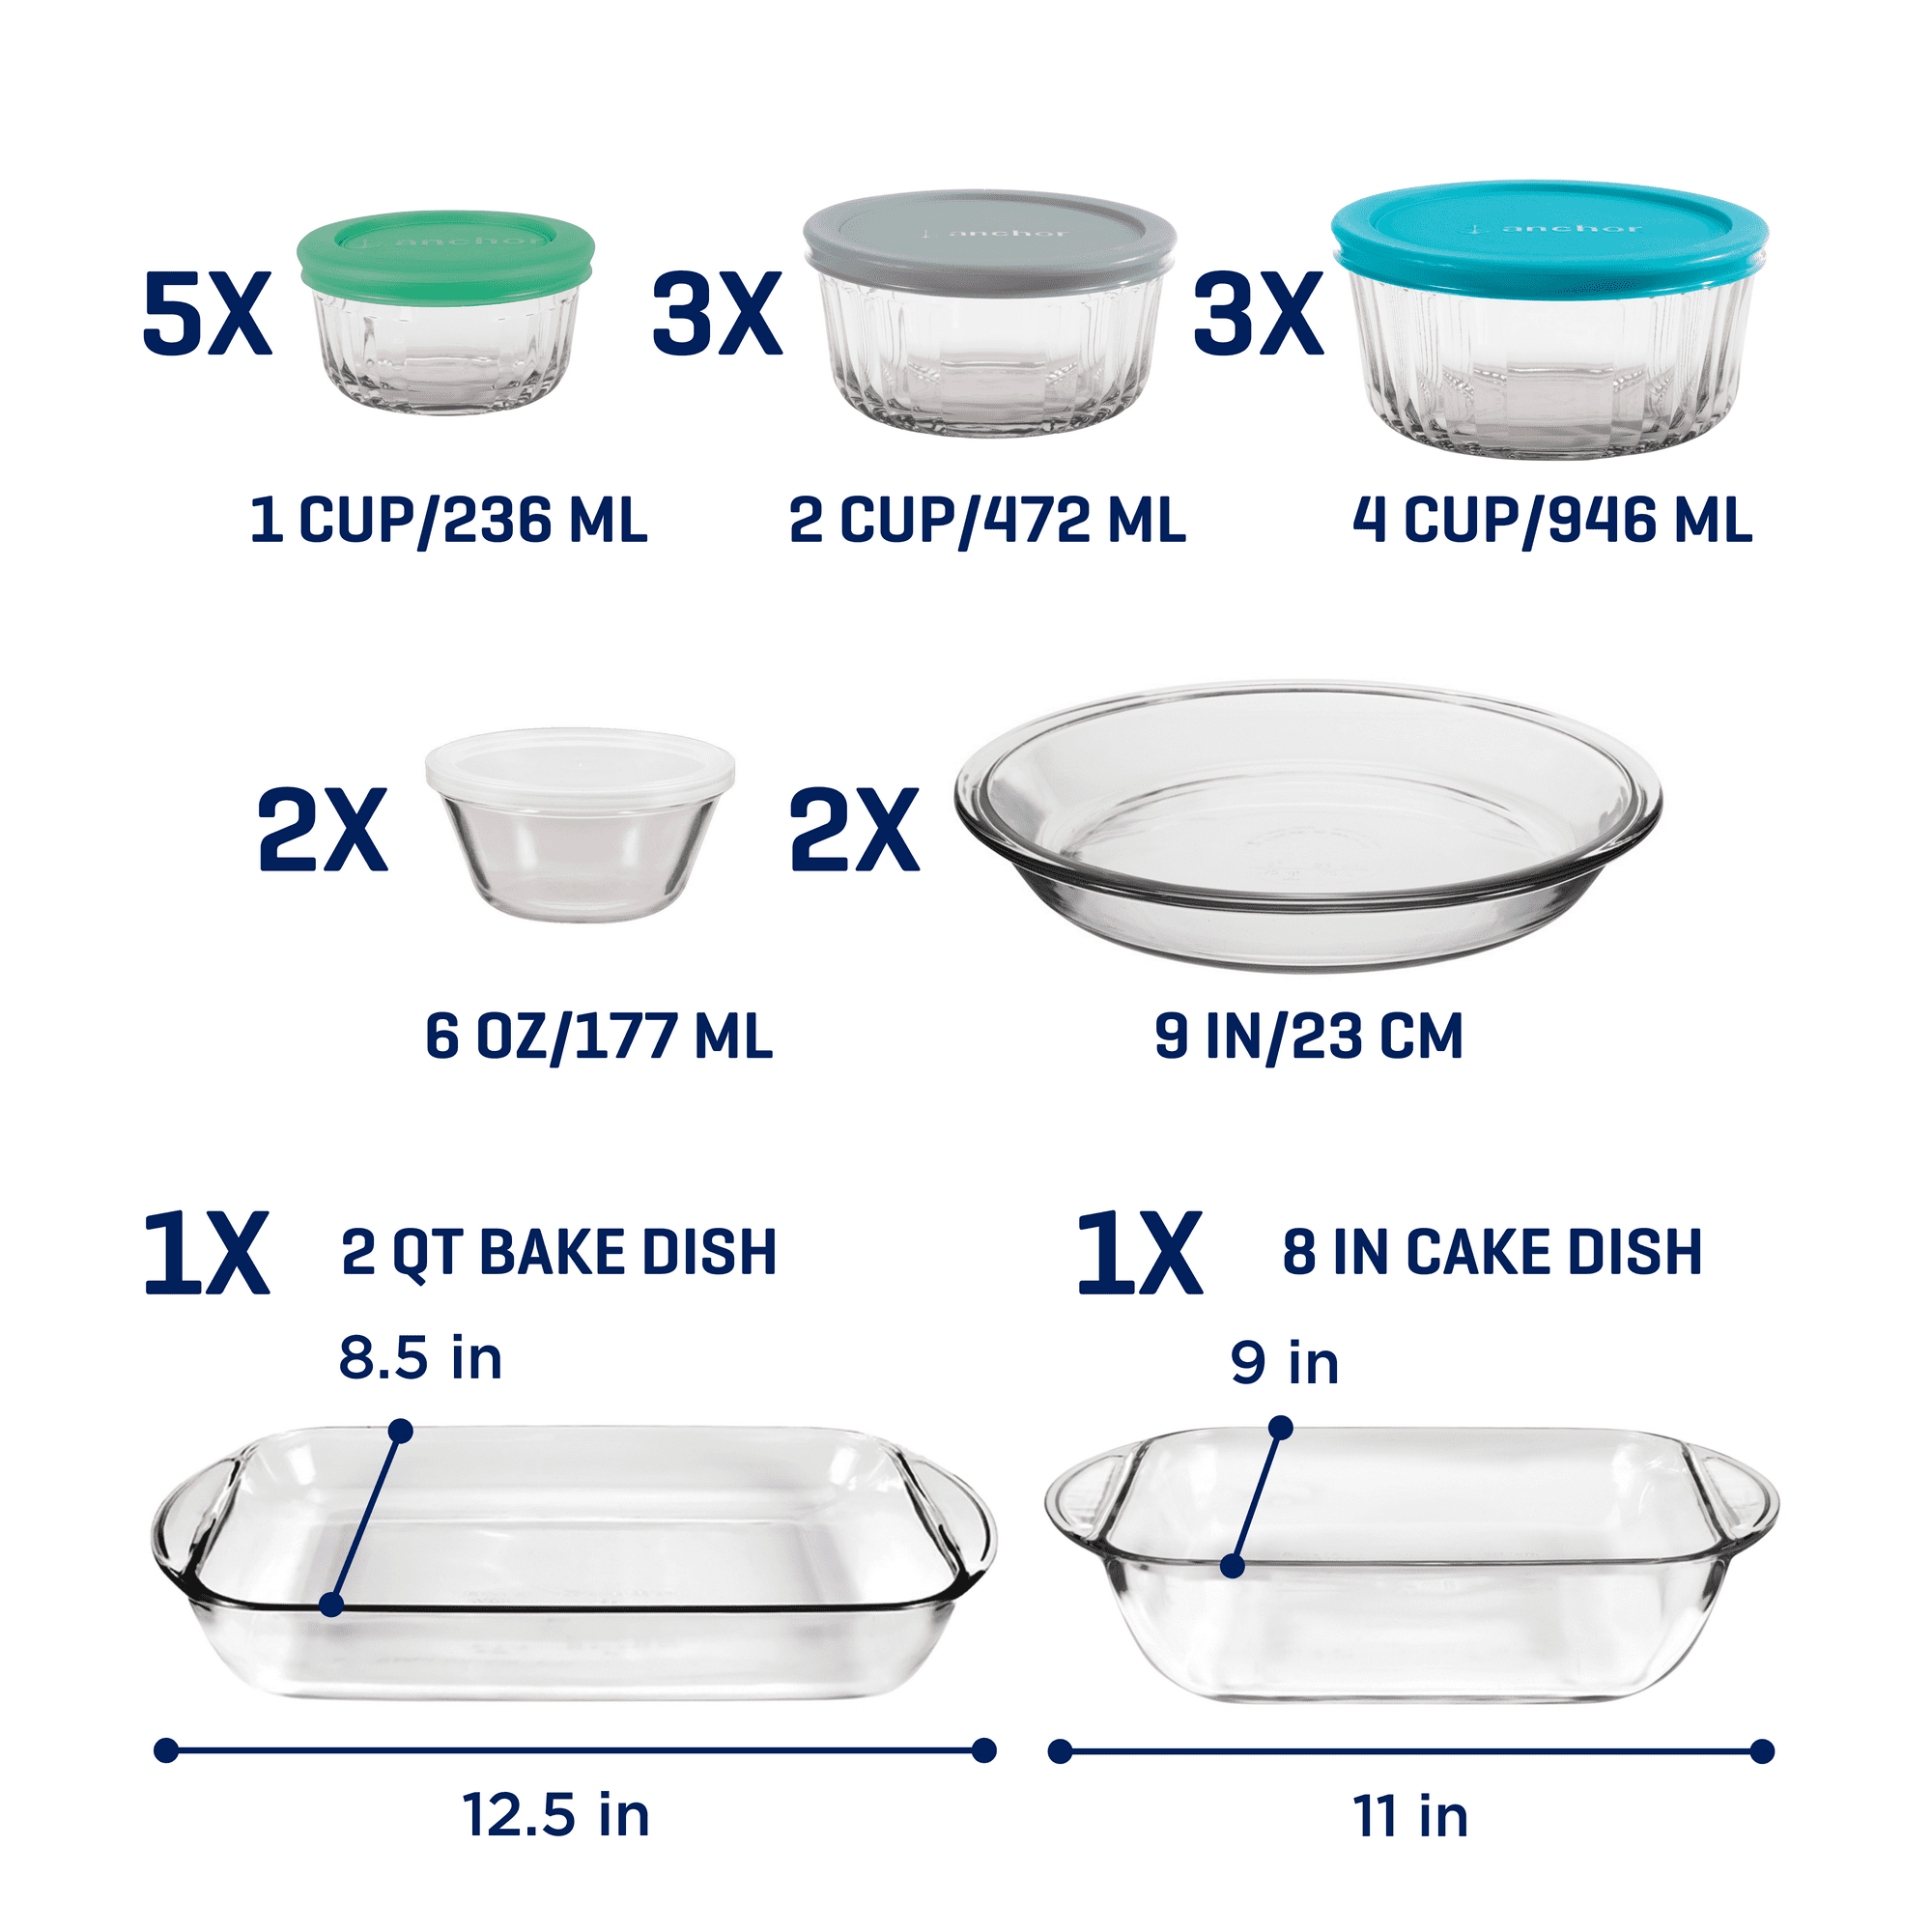 anchor
anchor
anchor
5X
3X
3X
1 CUP/236 ML
2 CUP/472 ML
4 CUP/946 ML
2X
2X
6 OZ/177 ML
9 IN/23 CM
1X 2 QT BAKE DISH
1X 8 IN CAKE DISH
8.5 in
9 in
12.5 in
11 in